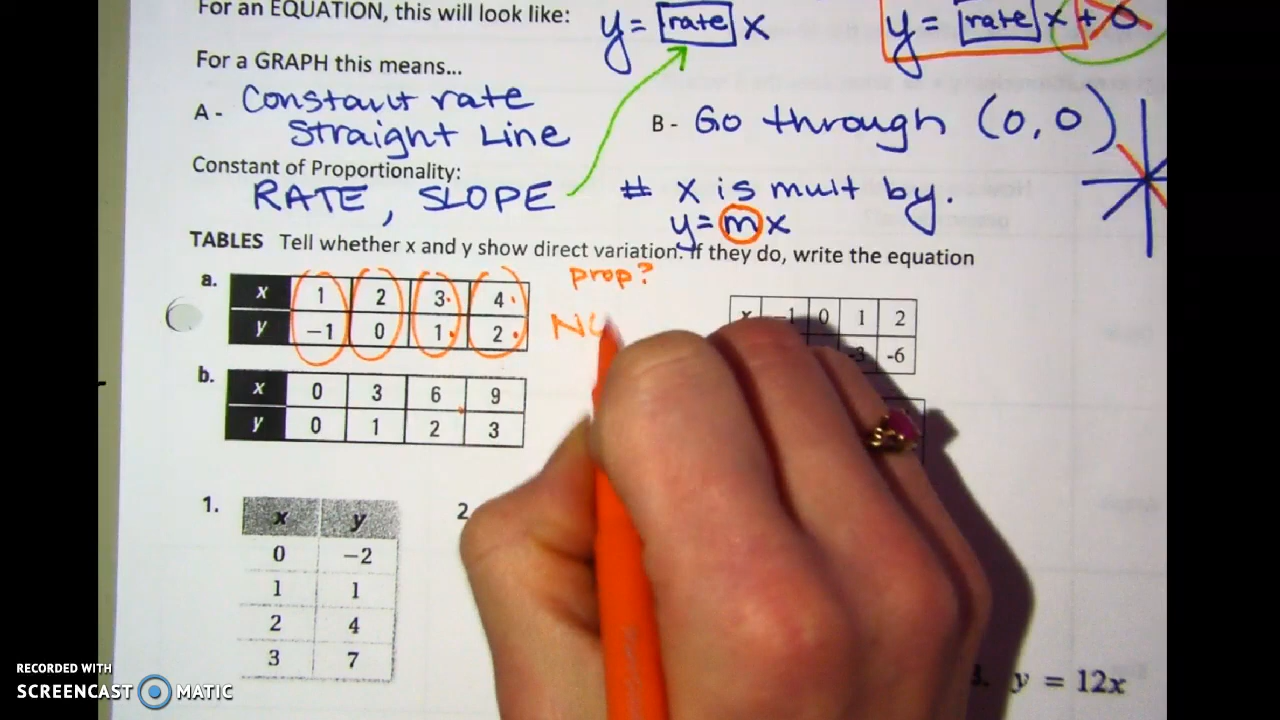 For an EQUATION, this will look like: y = rate x y = rate x + 0
For a GRAPH this means...
A - Constant rate
Straight Line
B - Go through (0,0)
Constant of Proportionality:
RATE, SLOPE # x is mult by.
y = m x
TABLES Tell whether x and y show direct variation. If they do, write the equation
prop?
a. x 1 2 3 4
y −1 0 1 2
NO
x −1 0 1 2
-3 -6
b. x 0 3 6 9
y 0 1 2 3
1. x y
0 −2
1 1
2 4
3 7
2
y = 12x
RECORDED WITH
SCREENCAST MATIC